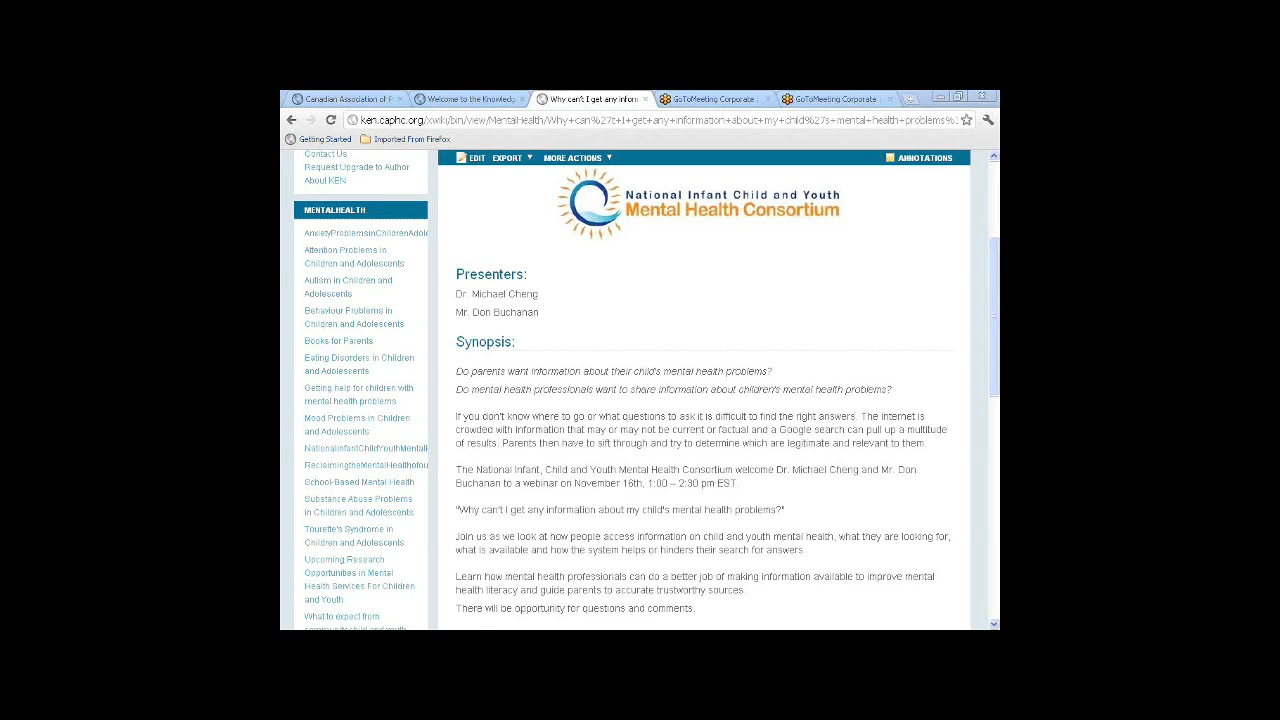 Canadian Association of P
Welcome to the Knowledg
Why can't I get any inform
GoToMeeting Corporate
GoToMeeting Corporate
ken.caphc.org/xwiki/bin/view/MentalHealth/Why+can%27t+I+get+any+information+about+my+child%27s+mental+health+problems%
Getting Started
Imported From Firefox
Contact Us
Request Upgrade to Author
About KEN
MENTALHEALTH
AnxietyProblemsinChildrenAdole
Attention Problems in
Children and Adolescents
Autism in Children and
Adolescents
Behaviour Problems in
Children and Adolescents
Books for Parents
Eating Disorders in Children
and Adolescents
Getting help for children with
mental health problems
Mood Problems in Children
and Adolescents
NationalInfantChildYouthMental
ReclaimingtheMentalHealthofou
School-Based Mental Health
Substance Abuse Problems
in Children and Adolescents
Tourette's Syndrome in
Children and Adolescents
Upcoming Research
Opportunities in Mental
Health Services For Children
and Youth
What to expect from
community child and youth
EDIT EXPORT MORE ACTIONS ANNOTATIONS
National Infant Child and Youth
Mental Health Consortium
Presenters:
Dr. Michael Cheng
Mr. Don Buchanan
Synopsis:
Do parents want information about their child's mental health problems?
Do mental health professionals want to share information about children's mental health problems?
If you don't know where to go or what questions to ask it is difficult to find the right answers. The internet is
crowded with information that may or may not be current or factual and a Google search can pull up a multitude
of results. Parents then have to sift through and try to determine which are legitimate and relevant to them.
The National Infant, Child and Youth Mental Health Consortium welcome Dr. Michael Cheng and Mr. Don
Buchanan to a webinar on November 16th, 1:00 – 2:30 pm EST.
"Why can't I get any information about my child's mental health problems?"
Join us as we look at how people access information on child and youth mental health, what they are looking for,
what is available and how the system helps or hinders their search for answers.
Learn how mental health professionals can do a better job of making information available to improve mental
health literacy and guide parents to accurate trustworthy sources.
There will be opportunity for questions and comments.